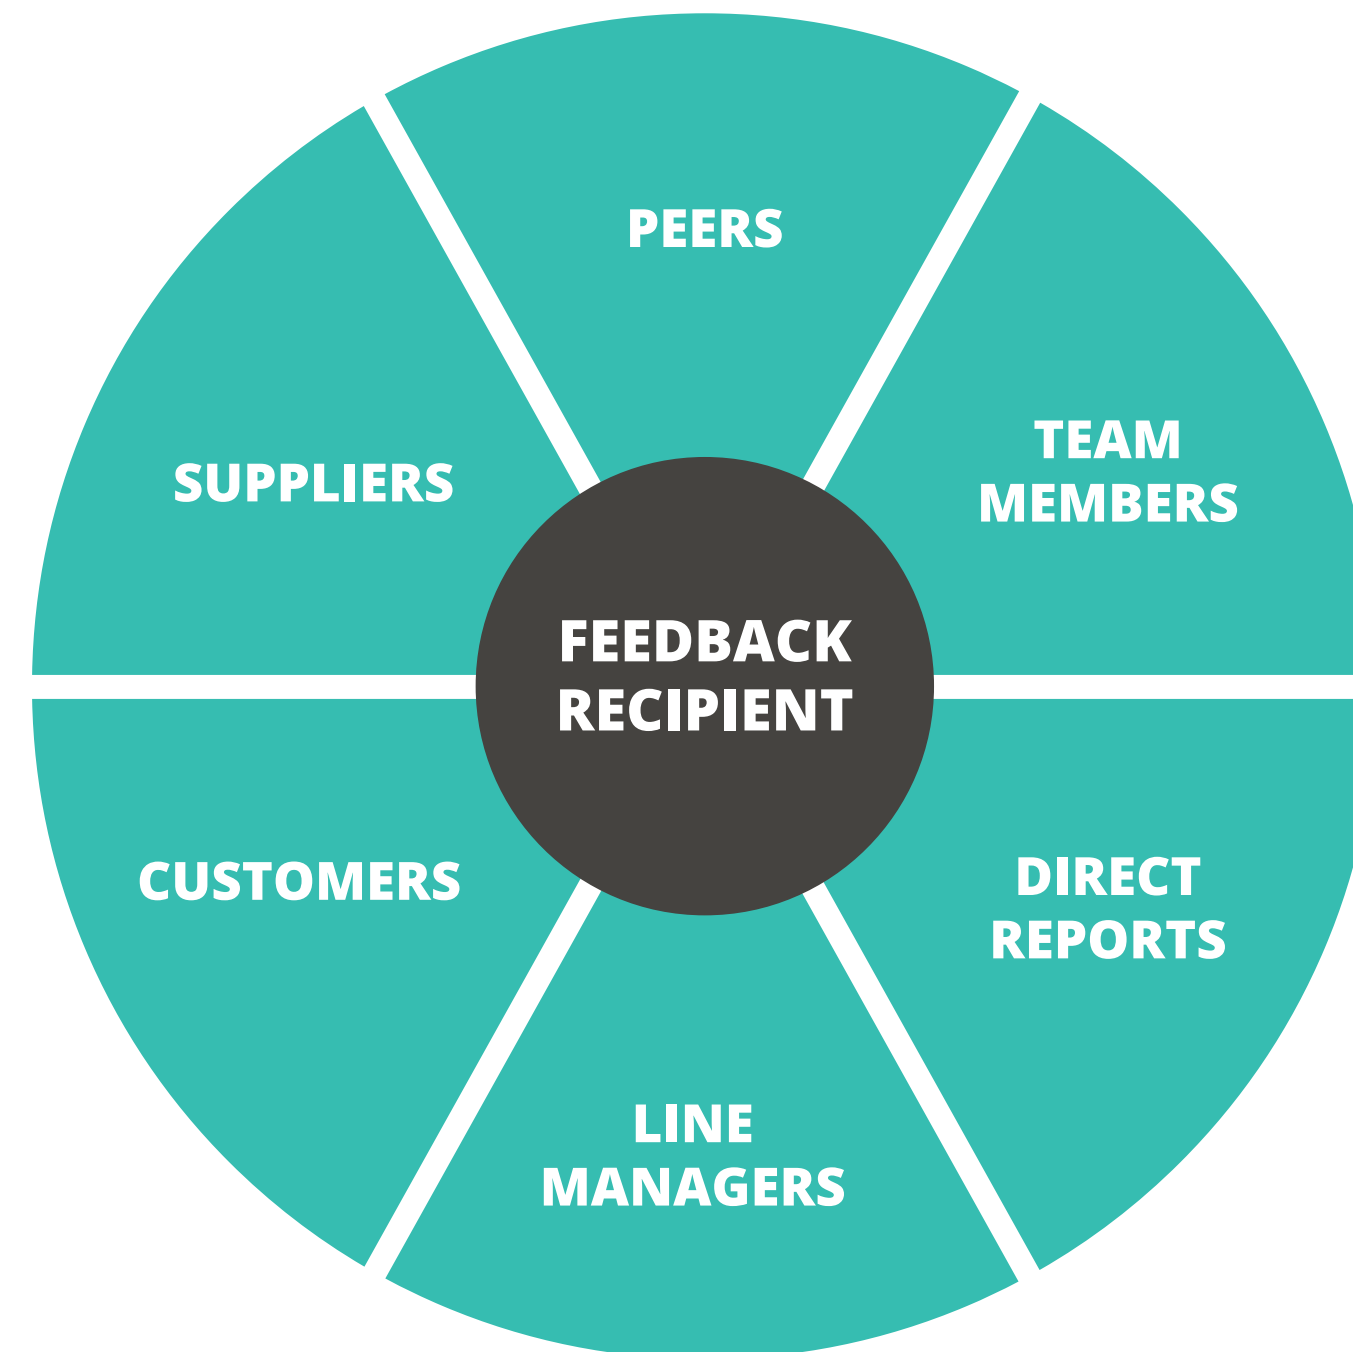 PEERS
TEAM
MEMBERS
SUPPLIERS
FEEDBACK
RECIPIENT
CUSTOMERS
DIRECT
REPORTS
LINE
MANAGERS